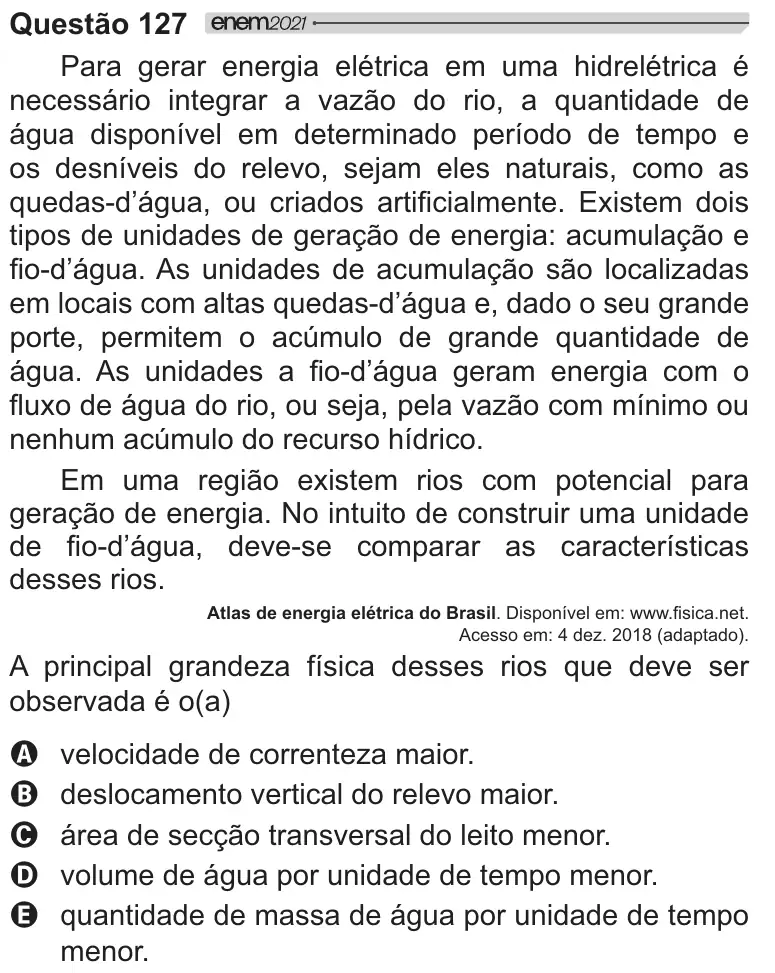 Questão 127 enem2021
Para gerar energia elétrica em uma hidrelétrica é
necessário integrar a vazão do rio, a quantidade de
água disponível em determinado período de tempo e
os desníveis do relevo, sejam eles naturais, como as
quedas-d’água, ou criados artificialmente. Existem dois
tipos de unidades de geração de energia: acumulação e
fio-d’água. As unidades de acumulação são localizadas
em locais com altas quedas-d’água e, dado o seu grande
porte, permitem o acúmulo de grande quantidade de
água. As unidades a fio-d’água geram energia com o
fluxo de água do rio, ou seja, pela vazão com mínimo ou
nenhum acúmulo do recurso hídrico.
Em uma região existem rios com potencial para
geração de energia. No intuito de construir uma unidade
de fio-d’água, deve-se comparar as características
desses rios.
Atlas de energia elétrica do Brasil. Disponível em: www.fisica.net.
Acesso em: 4 dez. 2018 (adaptado).
A principal grandeza física desses rios que deve ser
observada é o(a)
A velocidade de correnteza maior.
B deslocamento vertical do relevo maior.
C área de secção transversal do leito menor.
D volume de água por unidade de tempo menor.
E quantidade de massa de água por unidade de tempo
menor.